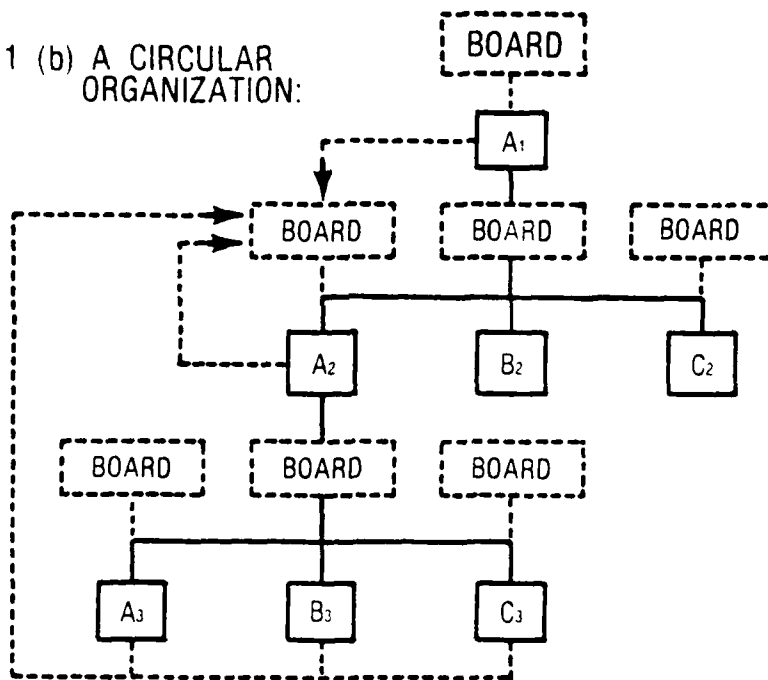 1 (b) A CIRCULAR
ORGANIZATION:
BOARD
A1
BOARD
BOARD
BOARD
A2
B2
C2
BOARD
BOARD
BOARD
A3
B3
C3